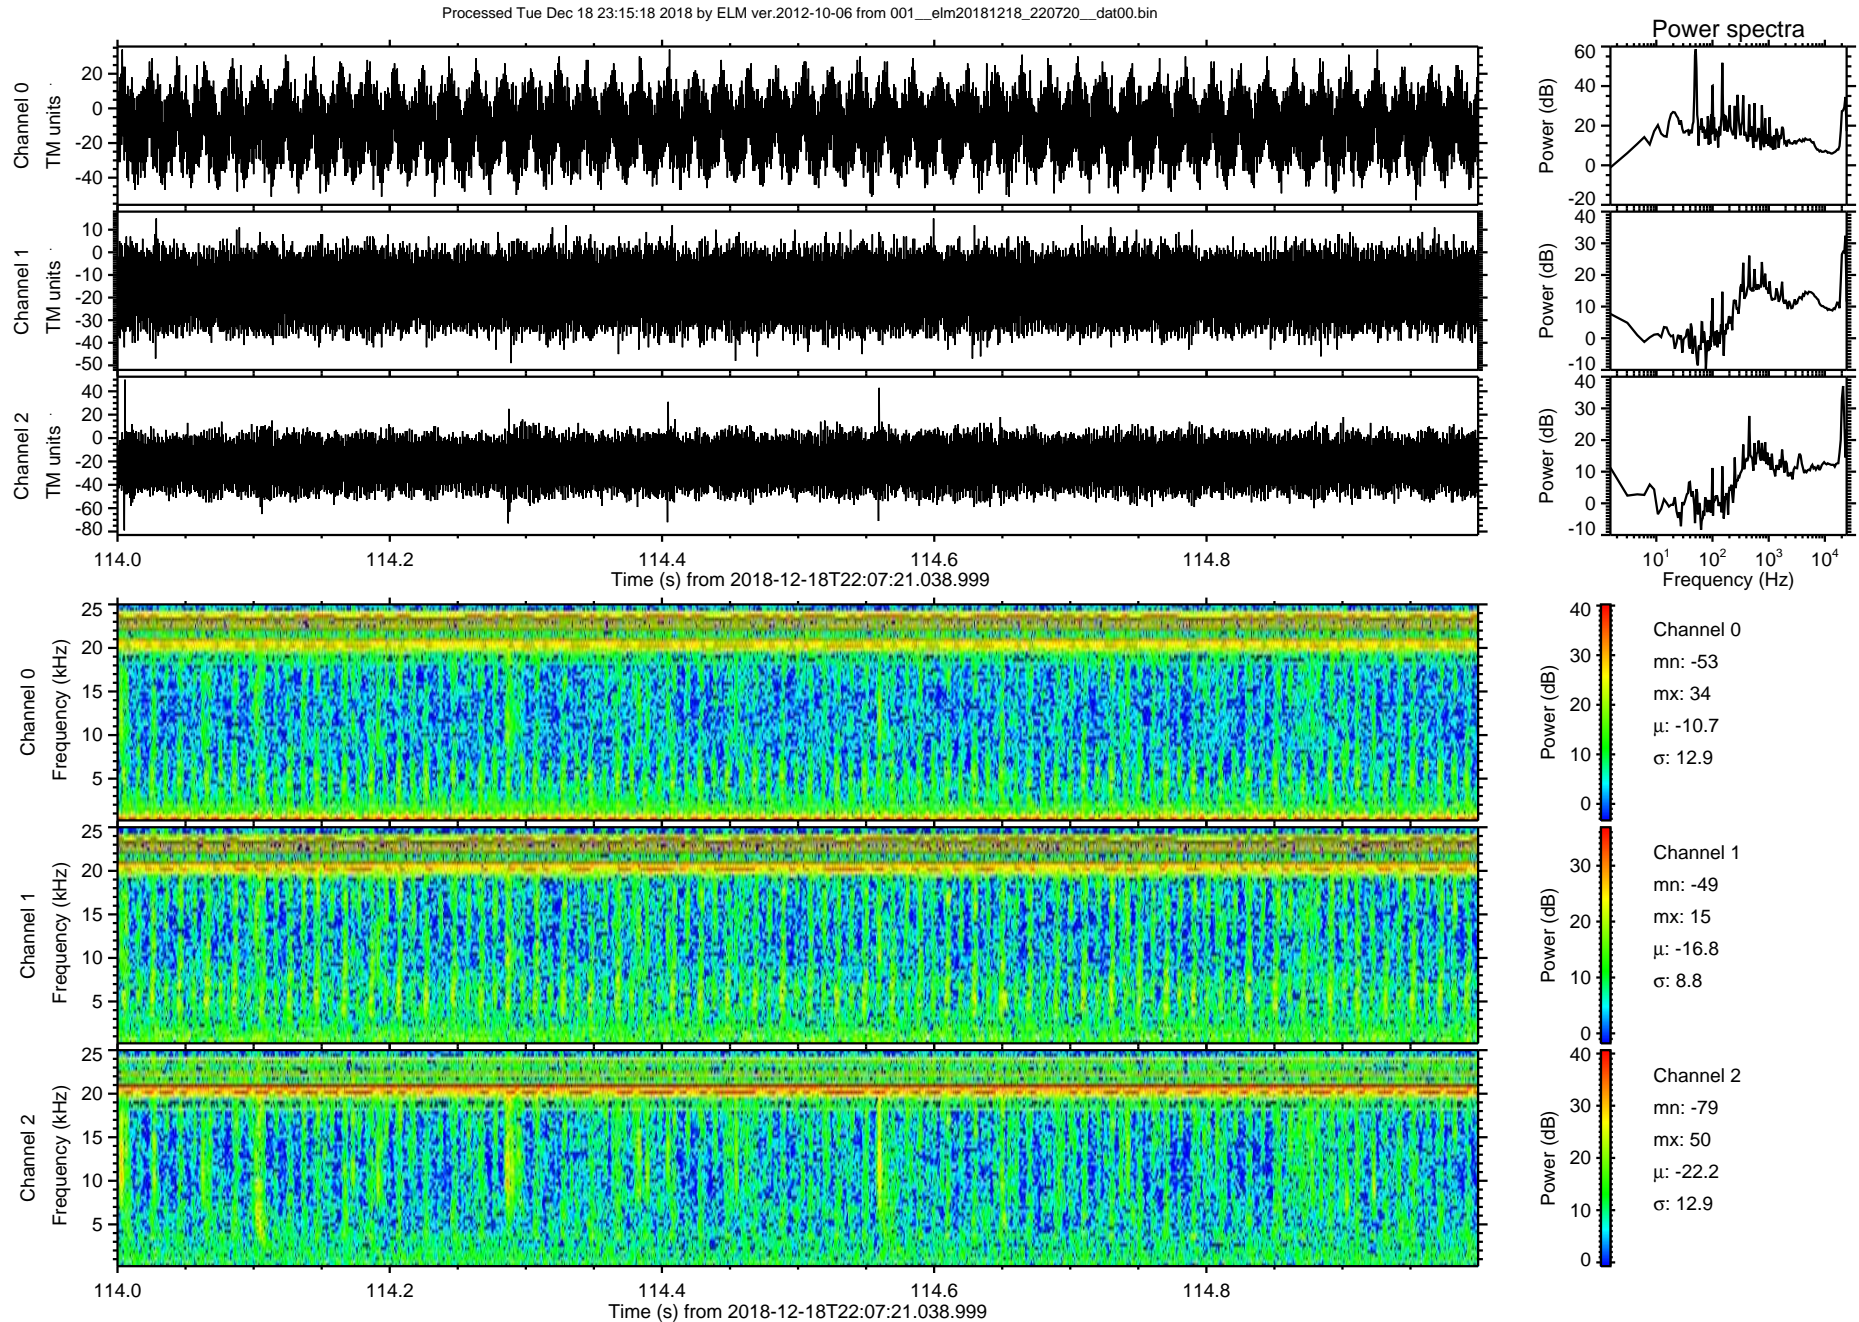 Processed Tue Dec 18 23:15:18 2018 by ELM ver.2012-10-06 from 001__elm20181218_220720__dat00.bin
Power spectra
Channel 0
TM units
20
0
-20
-40
Power (dB)
60
40
20
0
-20
Channel 1
TM units
10
0
-10
-20
-30
-40
-50
Power (dB)
40
30
20
10
0
-10
Channel 2
TM units
40
20
0
-20
-40
-60
-80
Power (dB)
40
30
20
10
0
-10
114.0 114.2 114.4 114.6 114.8
Time (s) from 2018-12-18T22:07:21.038.999
10^1 10^2 10^3 10^4
Frequency (Hz)
Channel 0
Frequency (kHz)
25
20
15
10
5
Power (dB)
40
30
20
10
0
Channel 0
mn: -53
mx: 34
μ: -10.7
σ: 12.9
Channel 1
Frequency (kHz)
25
20
15
10
5
Power (dB)
30
20
10
0
Channel 1
mn: -49
mx: 15
μ: -16.8
σ: 8.8
Channel 2
Frequency (kHz)
25
20
15
10
5
Power (dB)
40
30
20
10
0
Channel 2
mn: -79
mx: 50
μ: -22.2
σ: 12.9
114.0 114.2 114.4 114.6 114.8
Time (s) from 2018-12-18T22:07:21.038.999